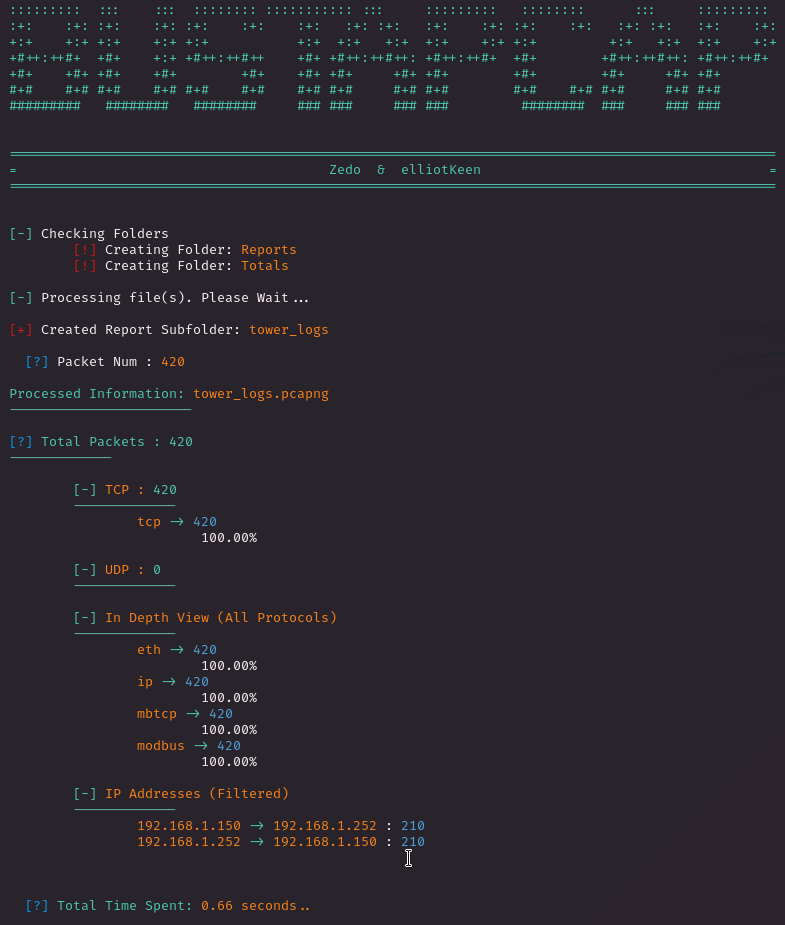 DUSTPCAP
= Zedo & elliotKeen =
[-] Checking Folders
[!] Creating Folder: Reports
[!] Creating Folder: Totals
[-] Processing file(s). Please Wait...
[+] Created Report Subfolder: tower_logs
[?] Packet Num : 420
Processed Information: tower_logs.pcapng
[?] Total Packets : 420
[-] TCP : 420
tcp -> 420
100.00%
[-] UDP : 0
[-] In Depth View (All Protocols)
eth -> 420
100.00%
ip -> 420
100.00%
mbtcp -> 420
100.00%
modbus -> 420
100.00%
[-] IP Addresses (Filtered)
192.168.1.150 -> 192.168.1.252 : 210
192.168.1.252 -> 192.168.1.150 : 210
[?] Total Time Spent: 0.66 seconds..